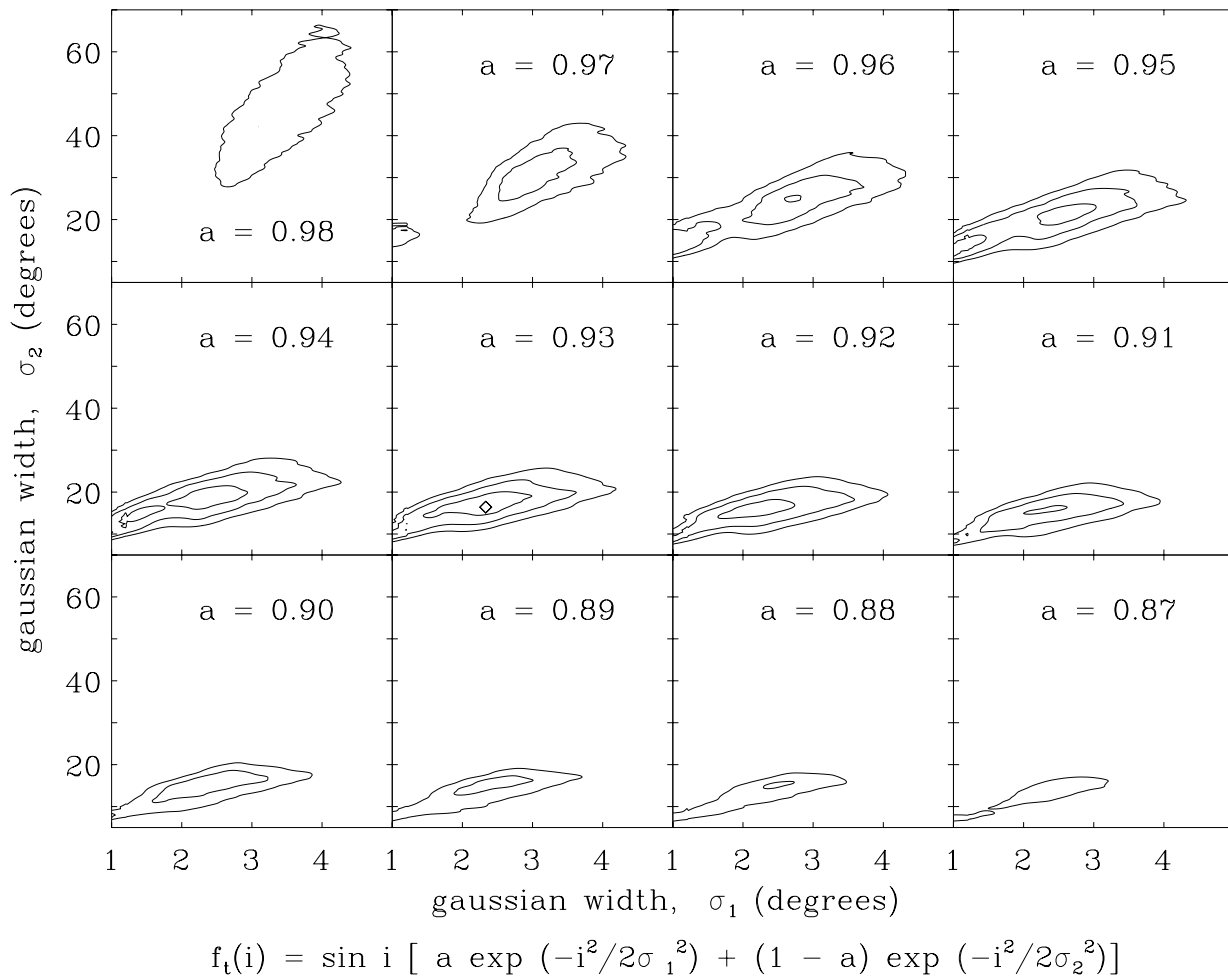 60
40
20
a = 0.98
a = 0.97
a = 0.96
a = 0.95
60
40
20
a = 0.94
a = 0.93
a = 0.92
a = 0.91
60
40
20
a = 0.90
a = 0.89
a = 0.88
a = 0.87
gaussian width, σ₂ (degrees)
1 2 3 4 1 2 3 4 1 2 3 4 1 2 3 4
gaussian width, σ₁ (degrees)
fₜ(i) = sin i [ a exp (−i²/2σ₁²) + (1 − a) exp (−i²/2σ₂²)]